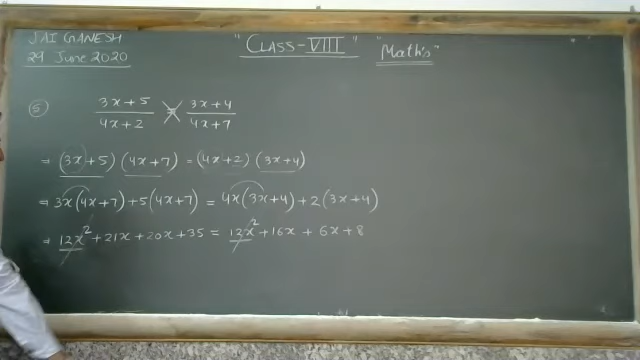 JAI GANESH
29 June 2020
"CLASS-VIII" "Math's"
5 (3x+5)/(4x+2) = (3x+4)/(4x+7)
= (3x+5)(4x+7) = (4x+2)(3x+4)
= 3x(4x+7)+5(4x+7) = 4x(3x+4)+2(3x+4)
= 12x²+21x+20x+35 = 12x²+16x+6x+8